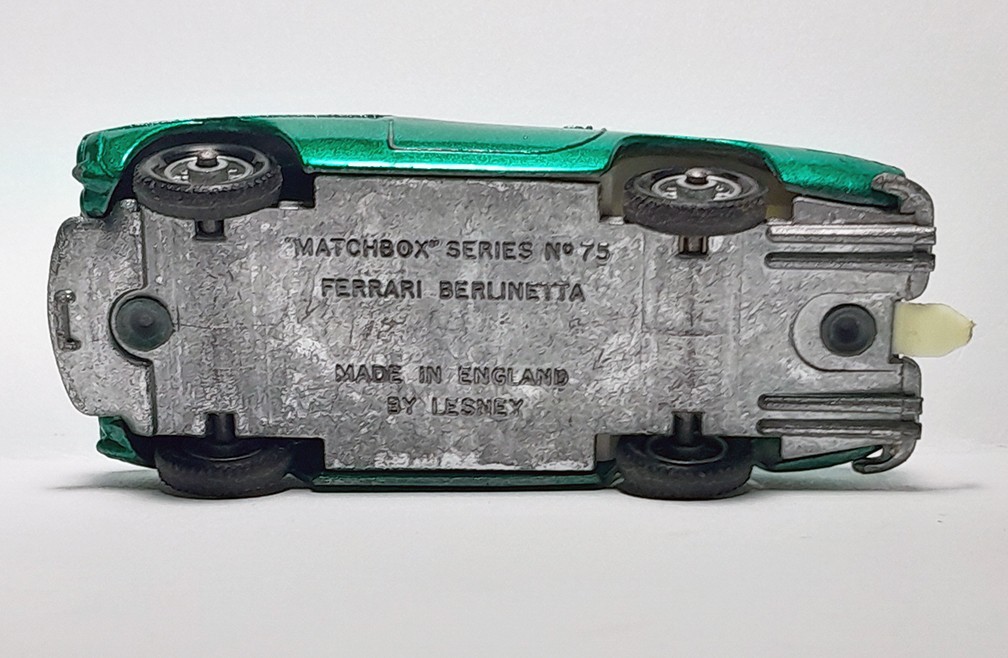 "MATCHBOX" SERIES Nº 75
FERRARI BERLINETTA
MADE IN ENGLAND
BY LESNEY